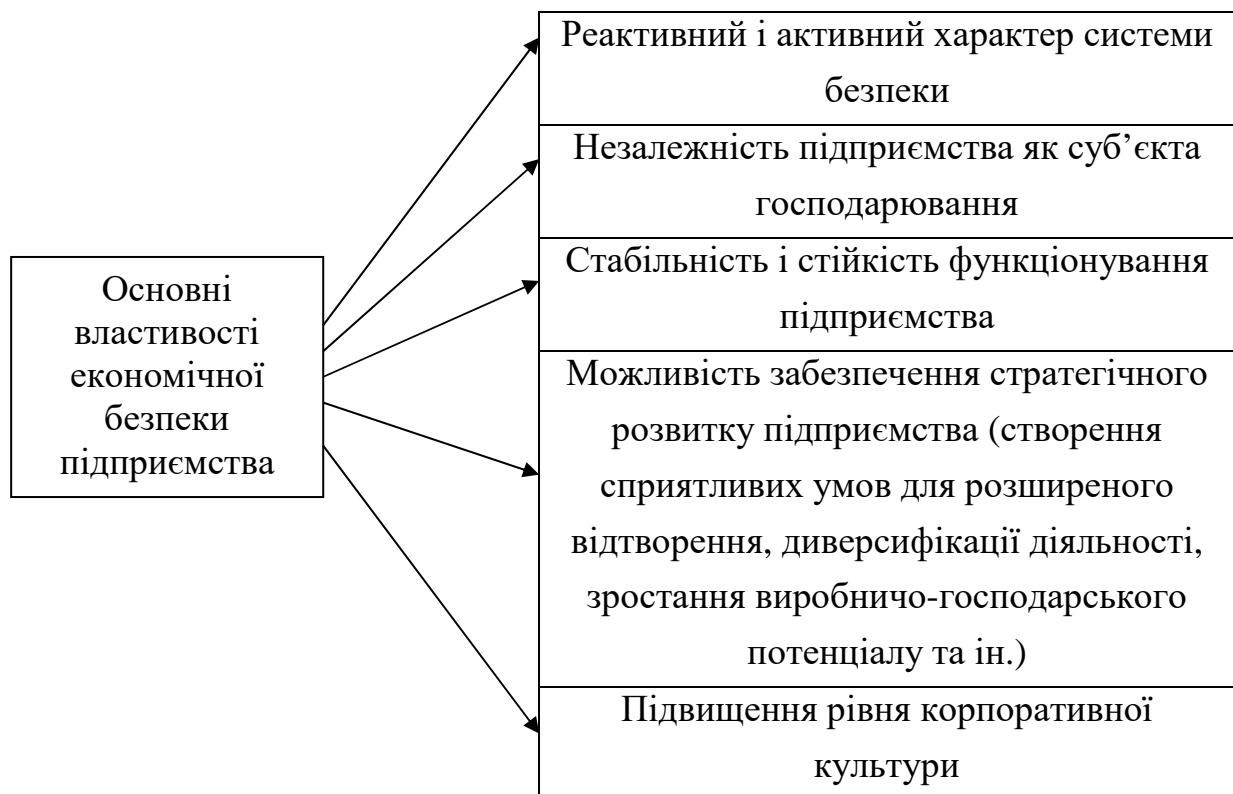 Основні
властивості
економічної
безпеки
підприємства
Реактивний і активний характер системи
безпеки
Незалежність підприємства як суб’єкта
господарювання
Стабільність і стійкість функціонування
підприємства
Можливість забезпечення стратегічного
розвитку підприємства (створення
сприятливих умов для розширеного
відтворення, диверсифікації діяльності,
зростання виробничо-господарського
потенціалу та ін.)
Підвищення рівня корпоративної
культури